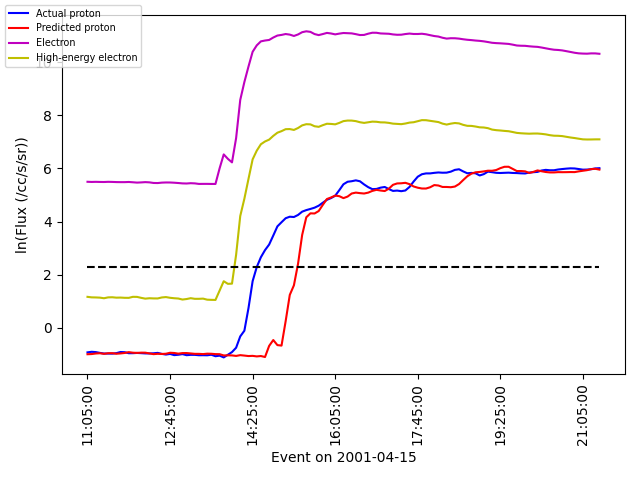 Actual proton
Predicted proton
Electron
High-energy electron
10
8
6
4
2
0
ln(Flux (/cc/s/sr))
11:05:00
12:45:00
14:25:00
16:05:00
17:45:00
19:25:00
21:05:00
Event on 2001-04-15